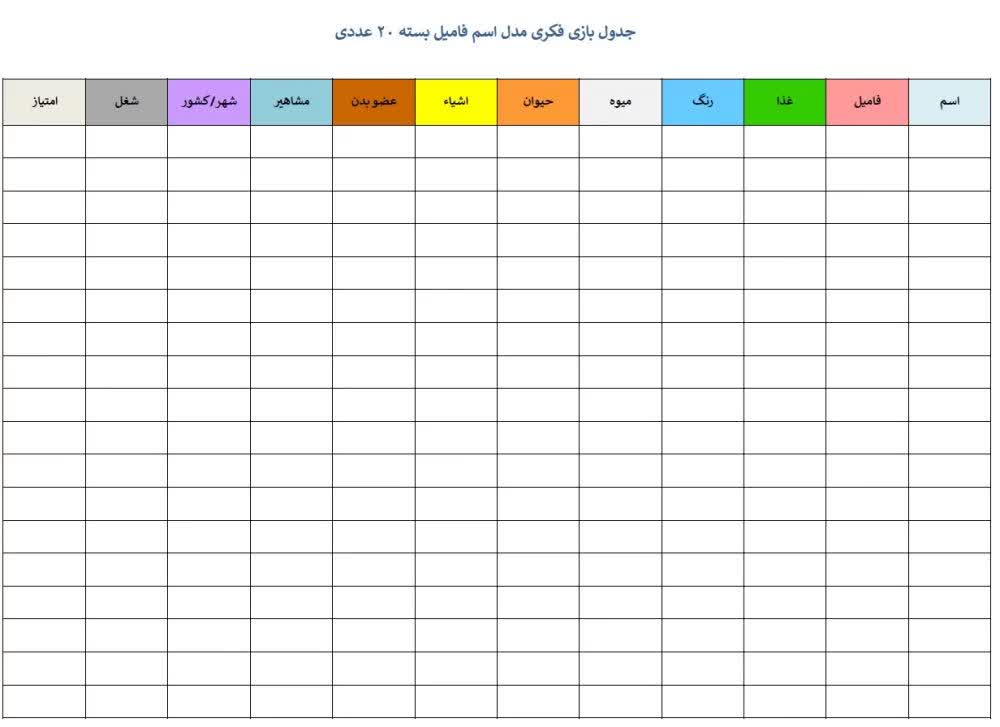 جدول بازی فکری مدل اسم فامیل بسته ۲۰ عددی
اسم فامیل غذا رنگ میوه حیوان اشیاء عضو بدن مشاهیر شهر/کشور شغل امتیاز